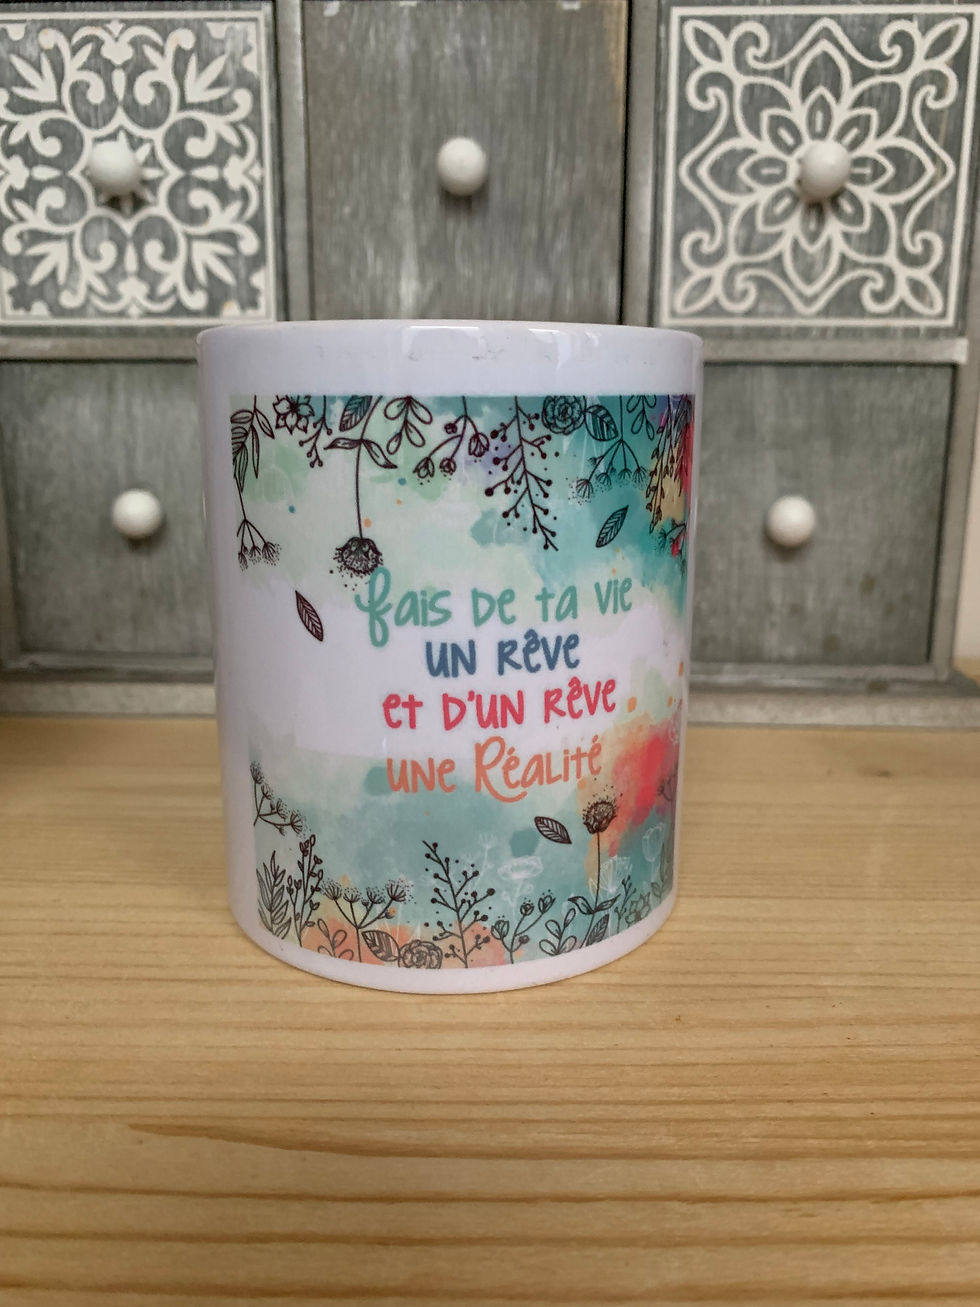 fais de ta vie
un rêve
et d'un rêve
une Réalité